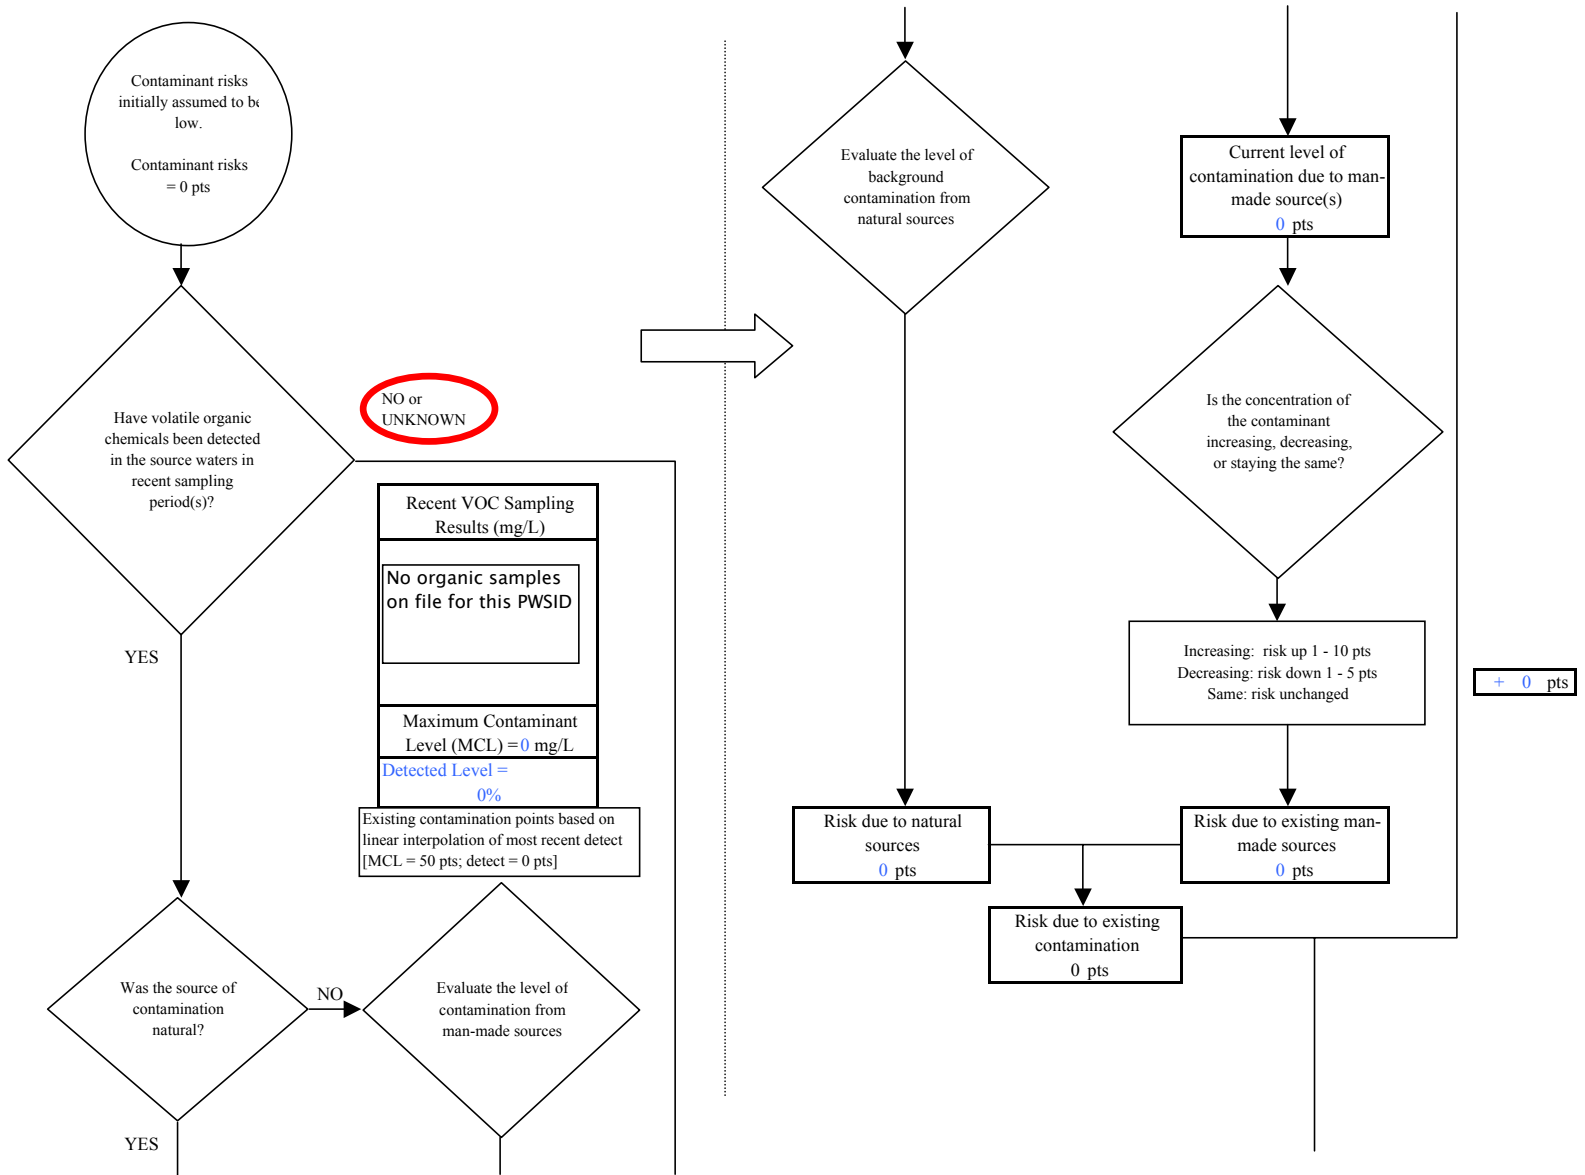 Contaminant risks
initially assumed to be
low.
Contaminant risks
= 0 pts
Have volatile organic
chemicals been detected
in the source waters in
recent sampling
period(s)?
NO or
UNKNOWN
YES
Recent VOC Sampling
Results (mg/L)
No organic samples
on file for this PWSID
Maximum Contaminant
Level (MCL) = 0 mg/L
Detected Level =
0%
Existing contamination points based on
linear interpolation of most recent detect
[MCL = 50 pts; detect = 0 pts]
Was the source of
contamination
natural?
NO
YES
Evaluate the level of
contamination from
man-made sources
Evaluate the level of
background
contamination from
natural sources
Current level of
contamination due to man-
made source(s)
0 pts
Is the concentration of
the contaminant
increasing, decreasing,
or staying the same?
Increasing: risk up 1 - 10 pts
Decreasing: risk down 1 - 5 pts
Same: risk unchanged
+ 0 pts
Risk due to natural
sources
0 pts
Risk due to existing man-
made sources
0 pts
Risk due to existing
contamination
0 pts